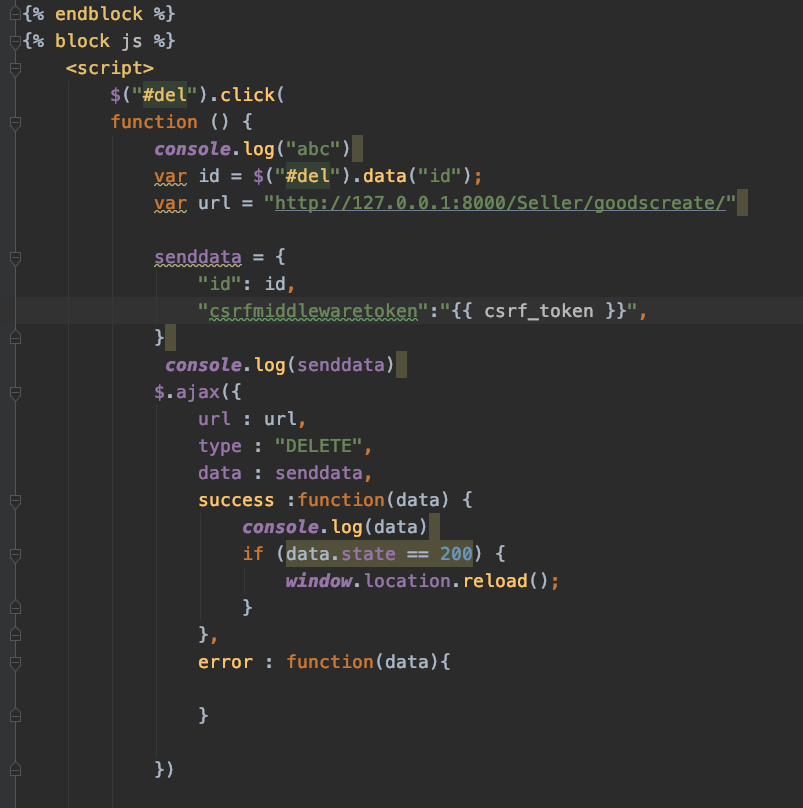 {% endblock %}
{% block js %}
<script>
$("#del").click(
function () {
console.log("abc")
var id = $("#del").data("id");
var url = "http://127.0.0.1:8000/Seller/goodscreate/"
senddata = {
"id": id,
"csrfmiddlewaretoken":"{{ csrf_token }}",
}
console.log(senddata)
$.ajax({
url : url,
type : "DELETE",
data : senddata,
success :function(data) {
console.log(data)
if (data.state == 200) {
window.location.reload();
}
},
error : function(data){
}
})